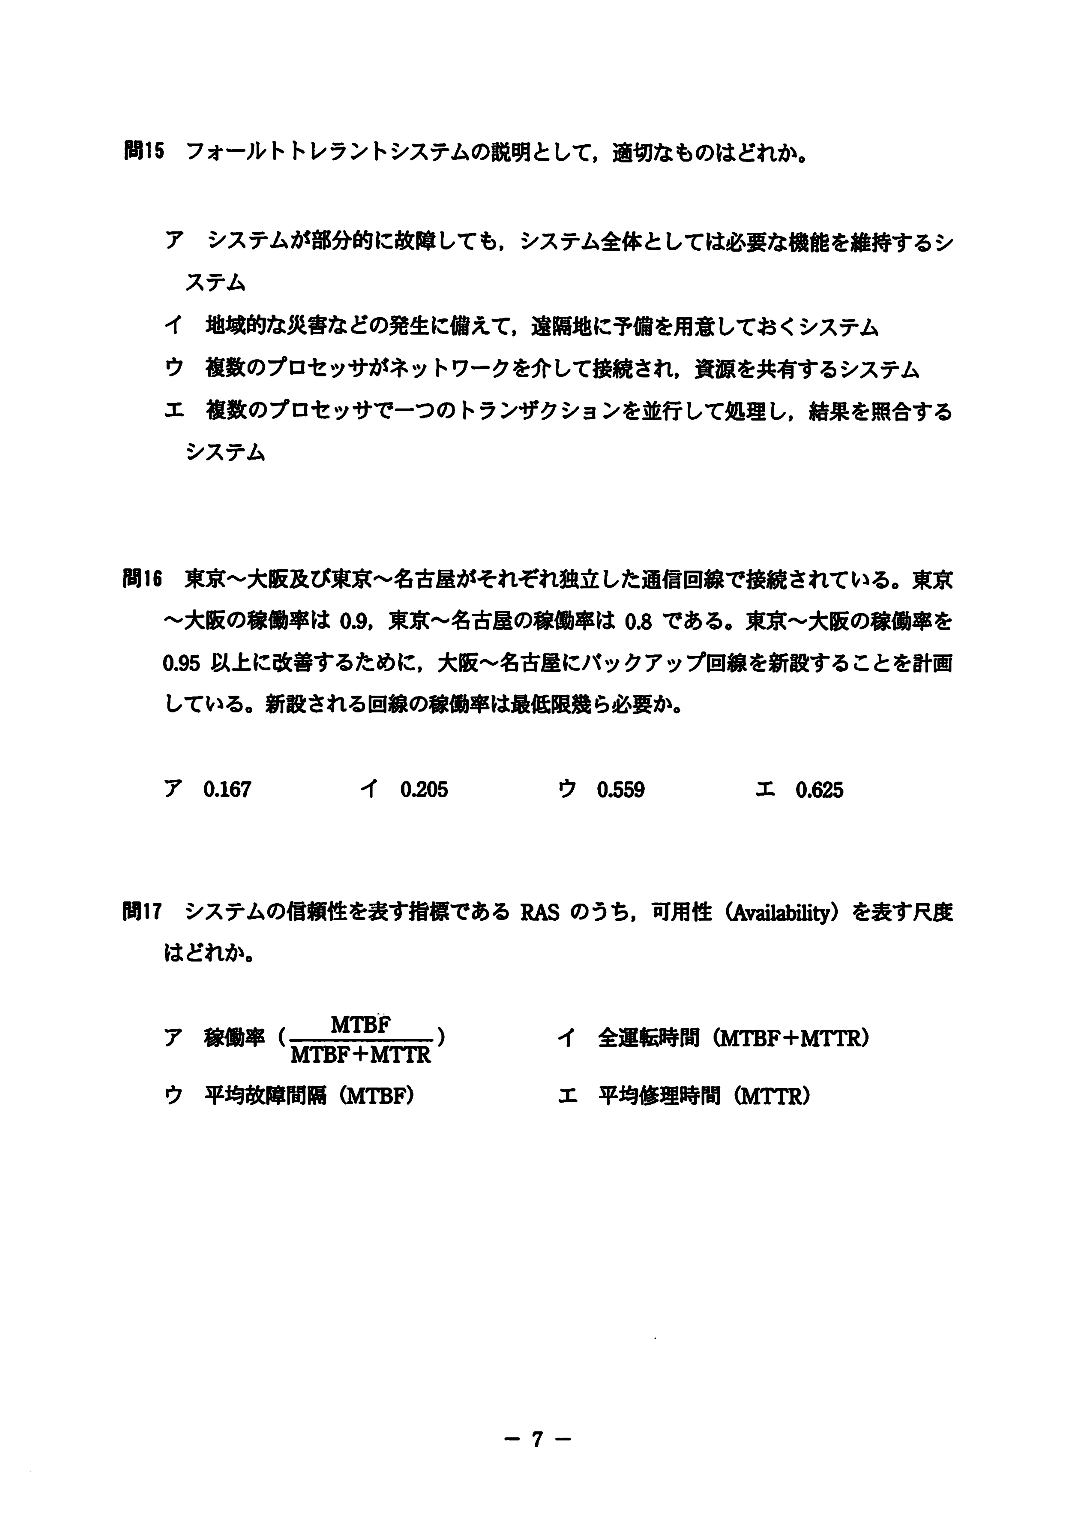 問15 フォールトトレラントシステムの説明として，適切なものはどれか。
ア システムが部分的に故障しても，システム全体としては必要な機能を維持するシ
ステム
イ 地域的な災害などの発生に備えて，遠隔地に予備を用意しておくシステム
ウ 複数のプロセッサがネットワークを介して接続され，資源を共有するシステム
エ 複数のプロセッサで一つのトランザクションを並行して処理し，結果を照合する
システム
問16 東京～大阪及び東京～名古屋がそれぞれ独立した通信回線で接続されている。東京
～大阪の稼働率は 0.9，東京～名古屋の稼働率は 0.8 である。東京～大阪の稼働率を
0.95 以上に改善するために，大阪～名古屋にバックアップ回線を新設することを計画
している。新設される回線の稼働率は最低限幾ら必要か。
ア 0.167 イ 0.205 ウ 0.559 エ 0.625
問17 システムの信頼性を表す指標である RAS のうち，可用性（Availability）を表す尺度
はどれか。
ア 稼働率（MTBF/MTBF＋MTTR） イ 全運転時間（MTBF＋MTTR）
ウ 平均故障間隔（MTBF） エ 平均修理時間（MTTR）
－ 7 －